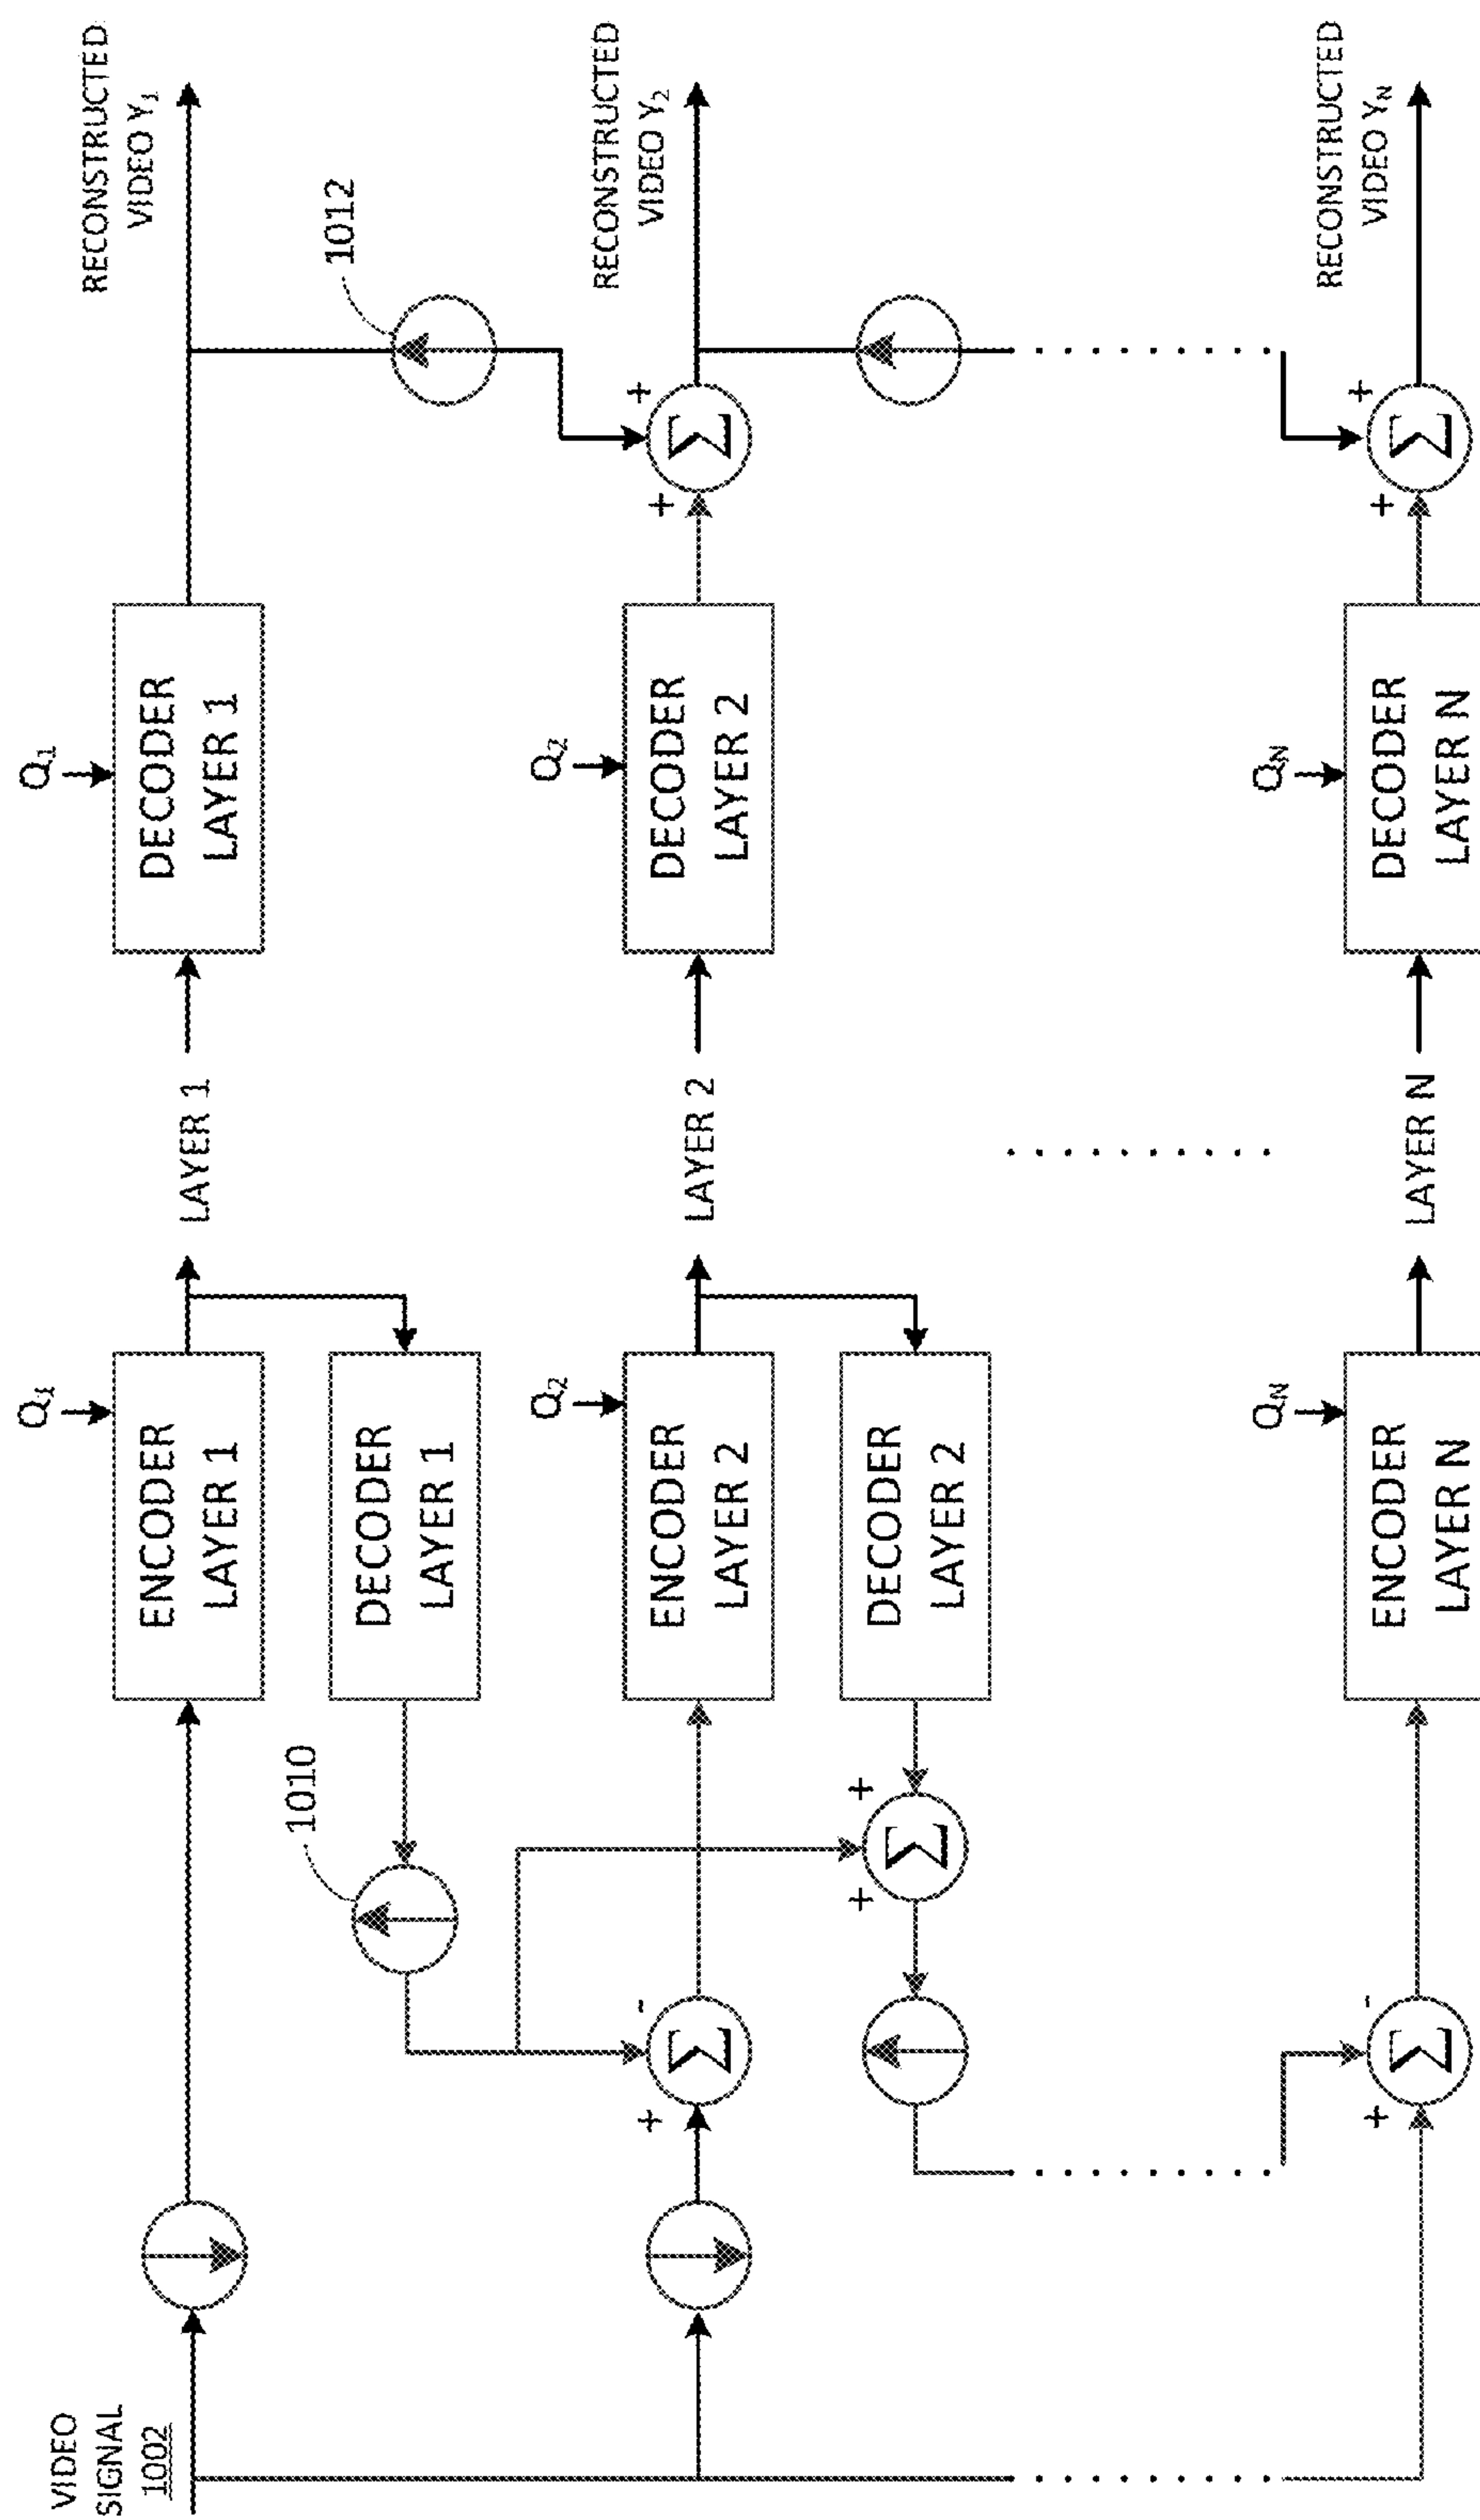 VIDEO
SIGNAL
1002
Q1
ENCODER
LAYER 1
LAYER 1
Q1
DECODER
LAYER 1
RECONSTRUCTED
VIDEO Y1
1010
DECODER
LAYER 1
1012
+
-
Σ
Q2
ENCODER
LAYER 2
LAYER 2
Q2
DECODER
LAYER 2
+
+
Σ
RECONSTRUCTED
VIDEO Y2
+
+
Σ
DECODER
LAYER 2
+
-
Σ
QN
ENCODER
LAYER N
LAYER N
QN
DECODER
LAYER N
+
+
Σ
RECONSTRUCTED
VIDEO YN